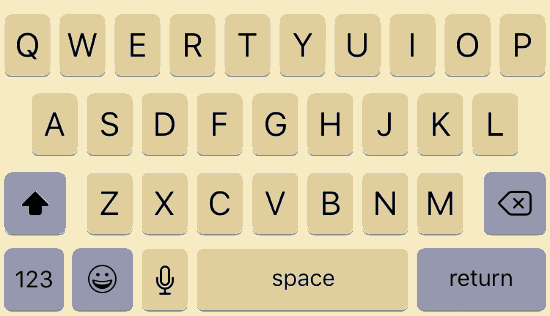 Q W E R T Y U I O P
A S D F G H J K L
Z X C V B N M
123 space return